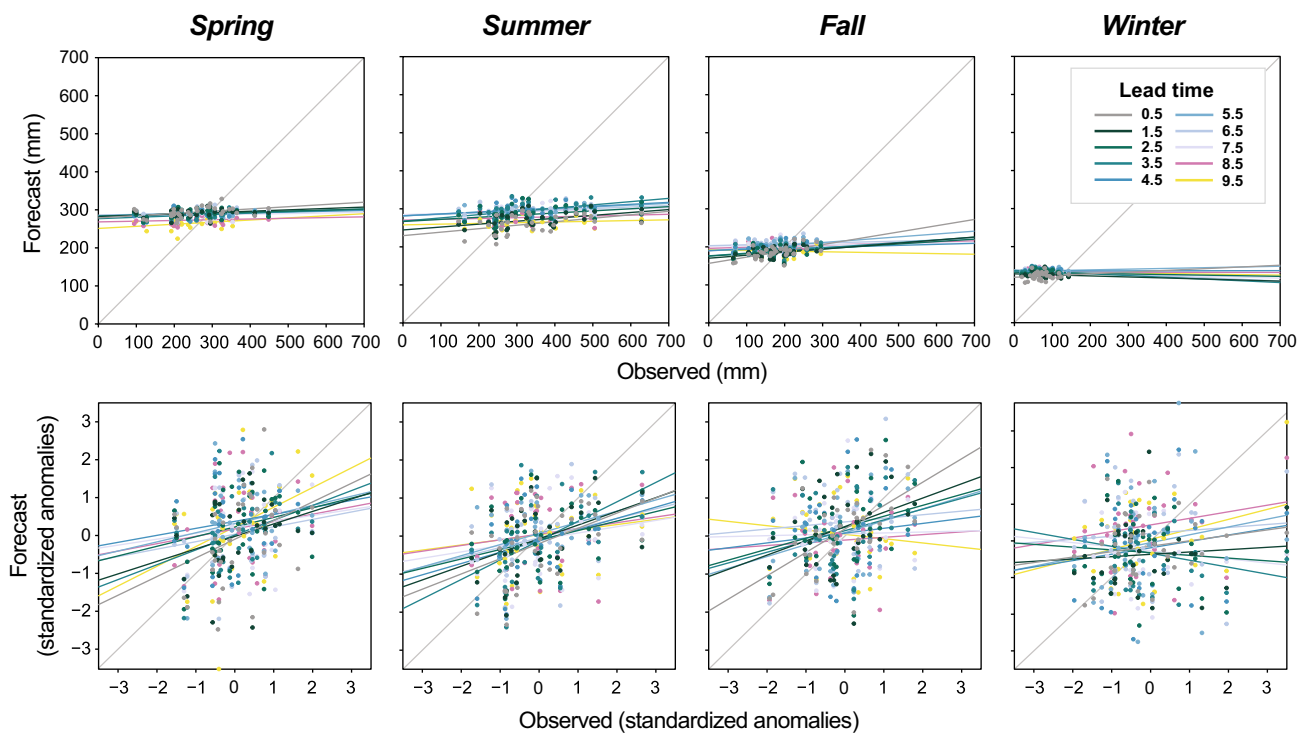 Spring Summer Fall Winter
Forecast (mm)
700
600
500
400
300
200
100
0
Lead time
0.5 5.5
1.5 6.5
2.5 7.5
3.5 8.5
4.5 9.5
0 100 200 300 400 500 600 700 0 100 200 300 400 500 600 700 0 100 200 300 400 500 600 700 0 100 200 300 400 500 600 700
Observed (mm)
Forecast
(standardized anomalies)
3
2
1
0
−1
−2
−3
−3 −2 −1 0 1 2 3 −3 −2 −1 0 1 2 3 −3 −2 −1 0 1 2 3 −3 −2 −1 0 1 2 3
Observed (standardized anomalies)